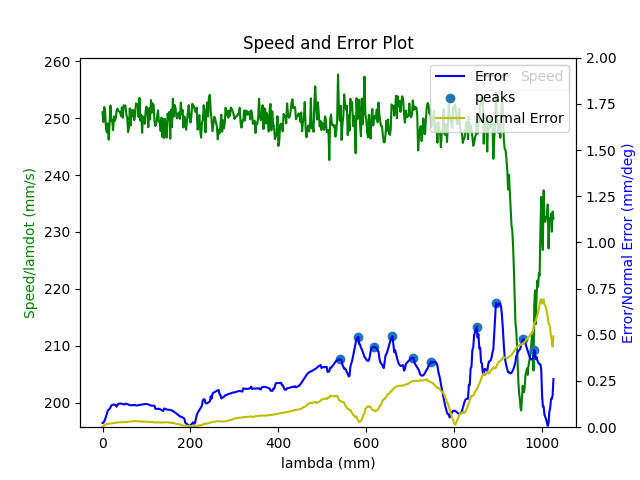 Speed and Error Plot
260
250
240
230
220
210
200
Speed/lamdot (mm/s)
0
200
400
600
800
1000
lambda (mm)
2.00
1.75
1.50
1.25
1.00
0.75
0.50
0.25
0.00
Error/Normal Error (mm/deg)
Speed
Error
peaks
Normal Error